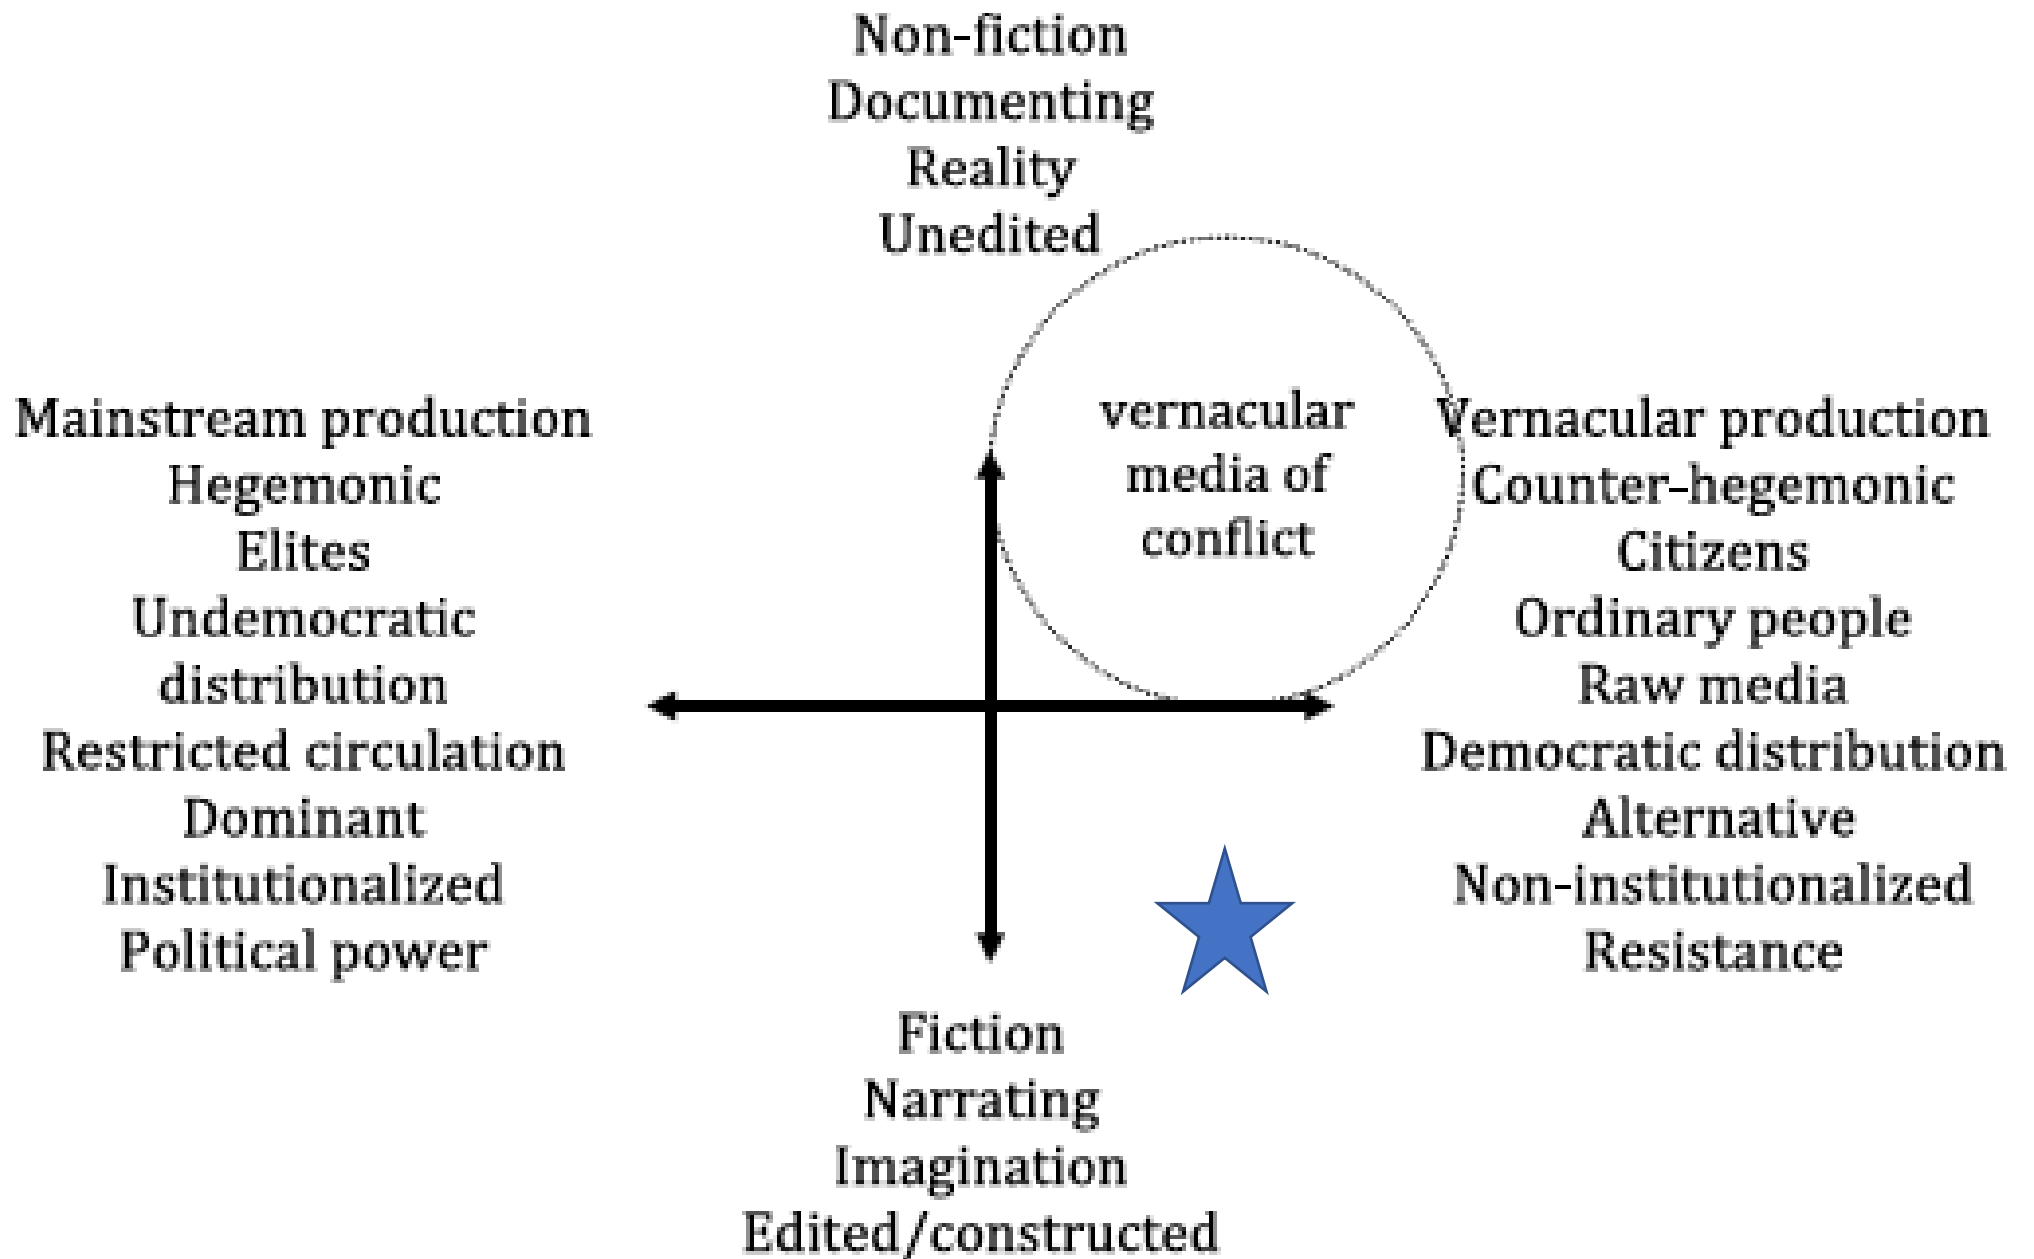 Non-fiction
Documenting
Reality
Unedited
Mainstream production
Hegemonic
Elites
Undemocratic
distribution
Restricted circulation
Dominant
Institutionalized
Political power
vernacular
media of
conflict
Vernacular production
Counter-hegemonic
Citizens
Ordinary people
Raw media
Democratic distribution
Alternative
Non-institutionalized
Resistance
Fiction
Narrating
Imagination
Edited/constructed